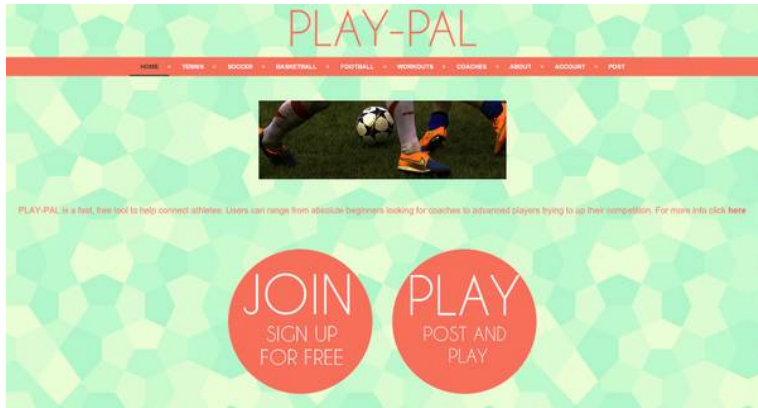 PLAY-PAL
HOME TENNIS SOCCER BASKETBALL FOOTBALL WORKOUTS COACHES ABOUT ACCOUNT POST
PLAY-PAL is a fast, free tool to help connect athletes. Users can range from absolute beginners looking for coaches to advanced players trying to up their competition. For more info click here
JOIN
SIGN UP
FOR FREE
PLAY
POST AND
PLAY